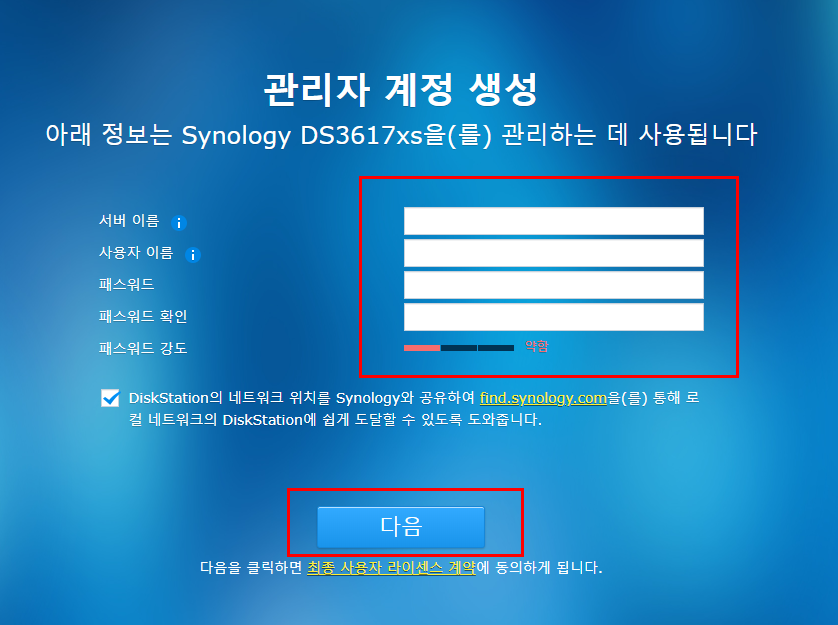 관리자 계정 생성
아래 정보는 Synology DS3617xs을(를) 관리하는 데 사용됩니다
서버 이름
사용자 이름
패스워드
패스워드 확인
패스워드 강도 약함
DiskStation의 네트워크 위치를 Synology와 공유하여 find.synology.com을(를) 통해 로
컬 네트워크의 DiskStation에 쉽게 도달할 수 있도록 도와줍니다.
다음
다음을 클릭하면 최종 사용자 라이센스 계약에 동의하게 됩니다.